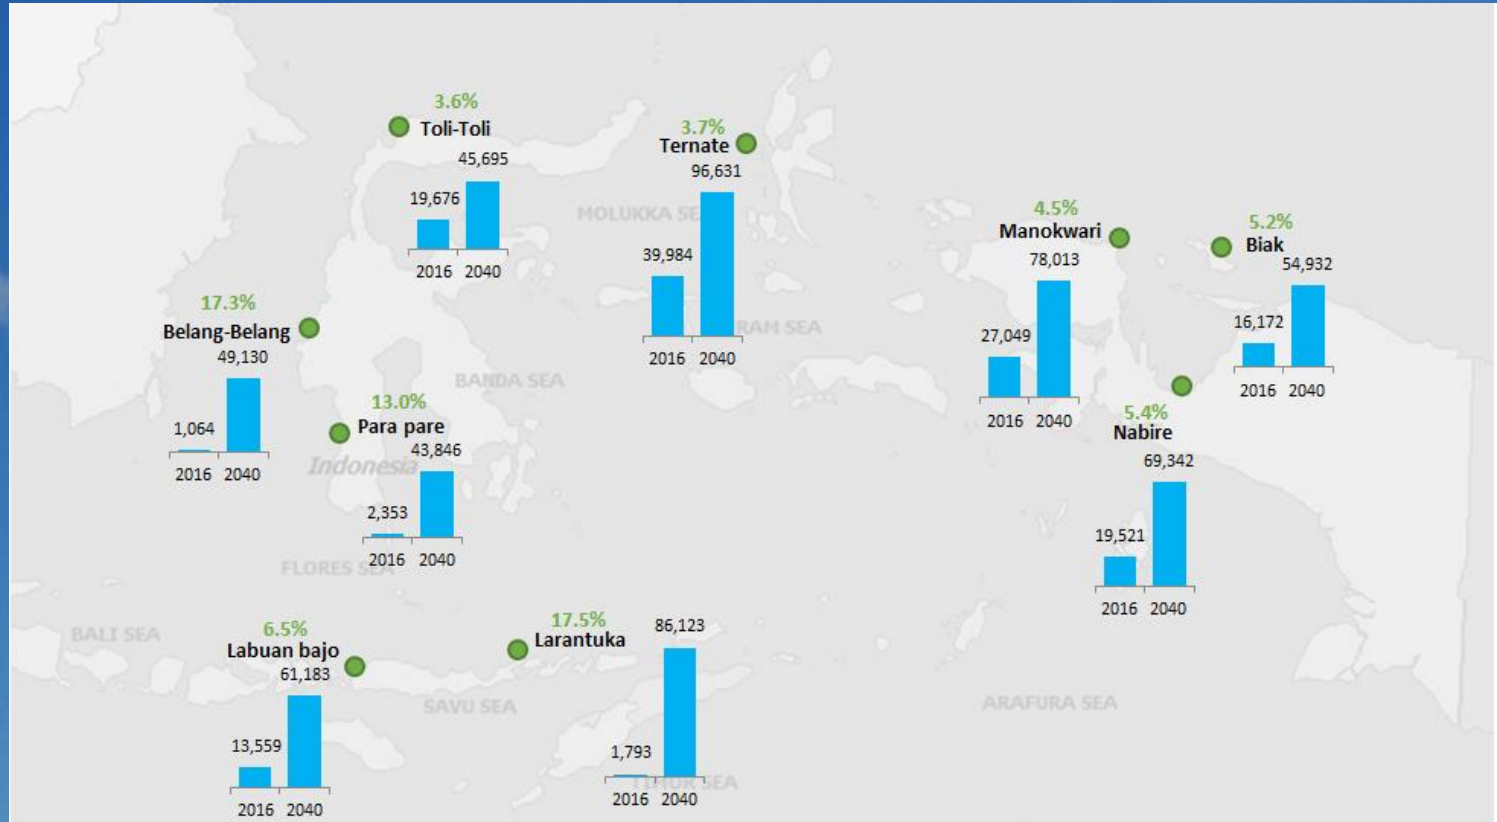 3.6%
Toli-Toli
45,695
19,676
2016 2040
3.7%
Ternate
96,631
39,984
2016 2040
MOLUKKA SE
4.5%
Manokwari
78,013
27,049
2016 2040
5.2%
Biak
54,932
16,172
2016 2040
17.3%
Belang-Belang
49,130
1,064
2016 2040
RAM SEA
BANDA SEA
13.0%
Para pare
43,846
Indonesia
2,353
2016 2040
5.4%
Nabire
69,342
19,521
2016 2040
FLORES SEA
BALI SEA
6.5%
Labuan bajo
61,183
13,559
2016 2040
17.5%
Larantuka
86,123
1,793
2016 2040
SAVU SEA
ARAFURA SEA
TIMUR SEA